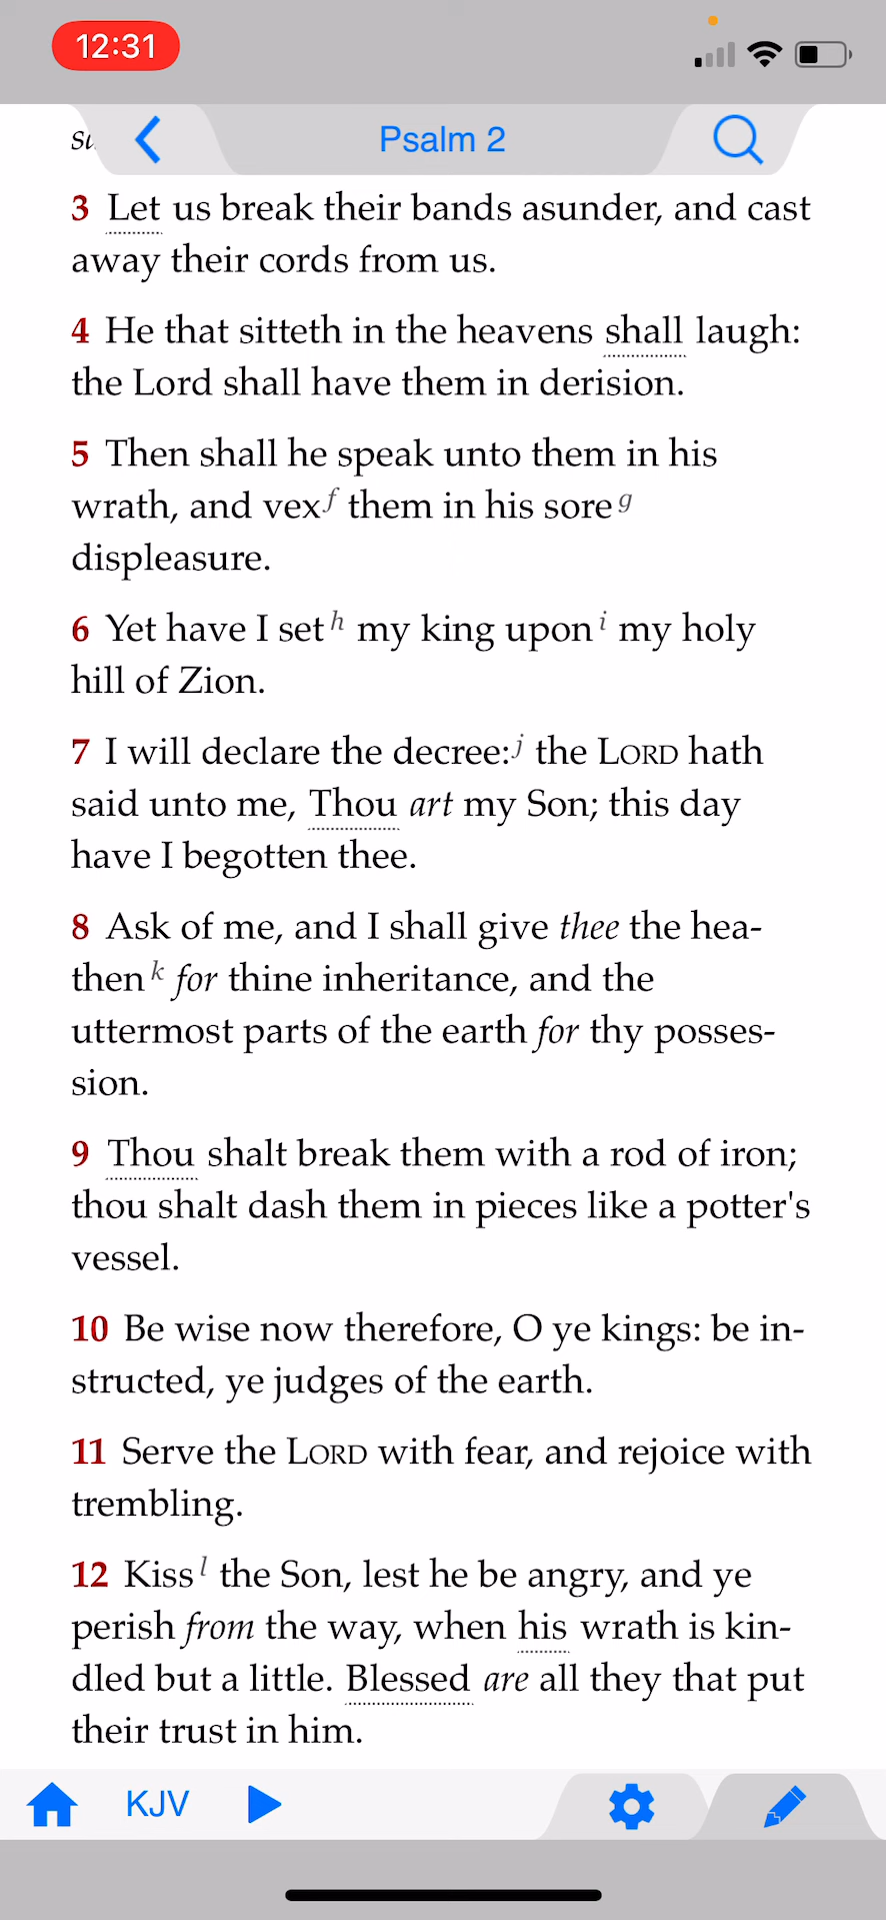 12:31
Psalm 2
3 Let us break their bands asunder, and cast
away their cords from us.
4 He that sitteth in the heavens shall laugh:
the Lord shall have them in derision.
5 Then shall he speak unto them in his
wrath, and vex f them in his sore g
displeasure.
6 Yet have I set h my king upon i my holy
hill of Zion.
7 I will declare the decree: j the LORD hath
said unto me, Thou art my Son; this day
have I begotten thee.
8 Ask of me, and I shall give thee the hea-
then k for thine inheritance, and the
uttermost parts of the earth for thy posses-
sion.
9 Thou shalt break them with a rod of iron;
thou shalt dash them in pieces like a potter's
vessel.
10 Be wise now therefore, O ye kings: be in-
structed, ye judges of the earth.
11 Serve the LORD with fear, and rejoice with
trembling.
12 Kiss l the Son, lest he be angry, and ye
perish from the way, when his wrath is kin-
dled but a little. Blessed are all they that put
their trust in him.
KJV